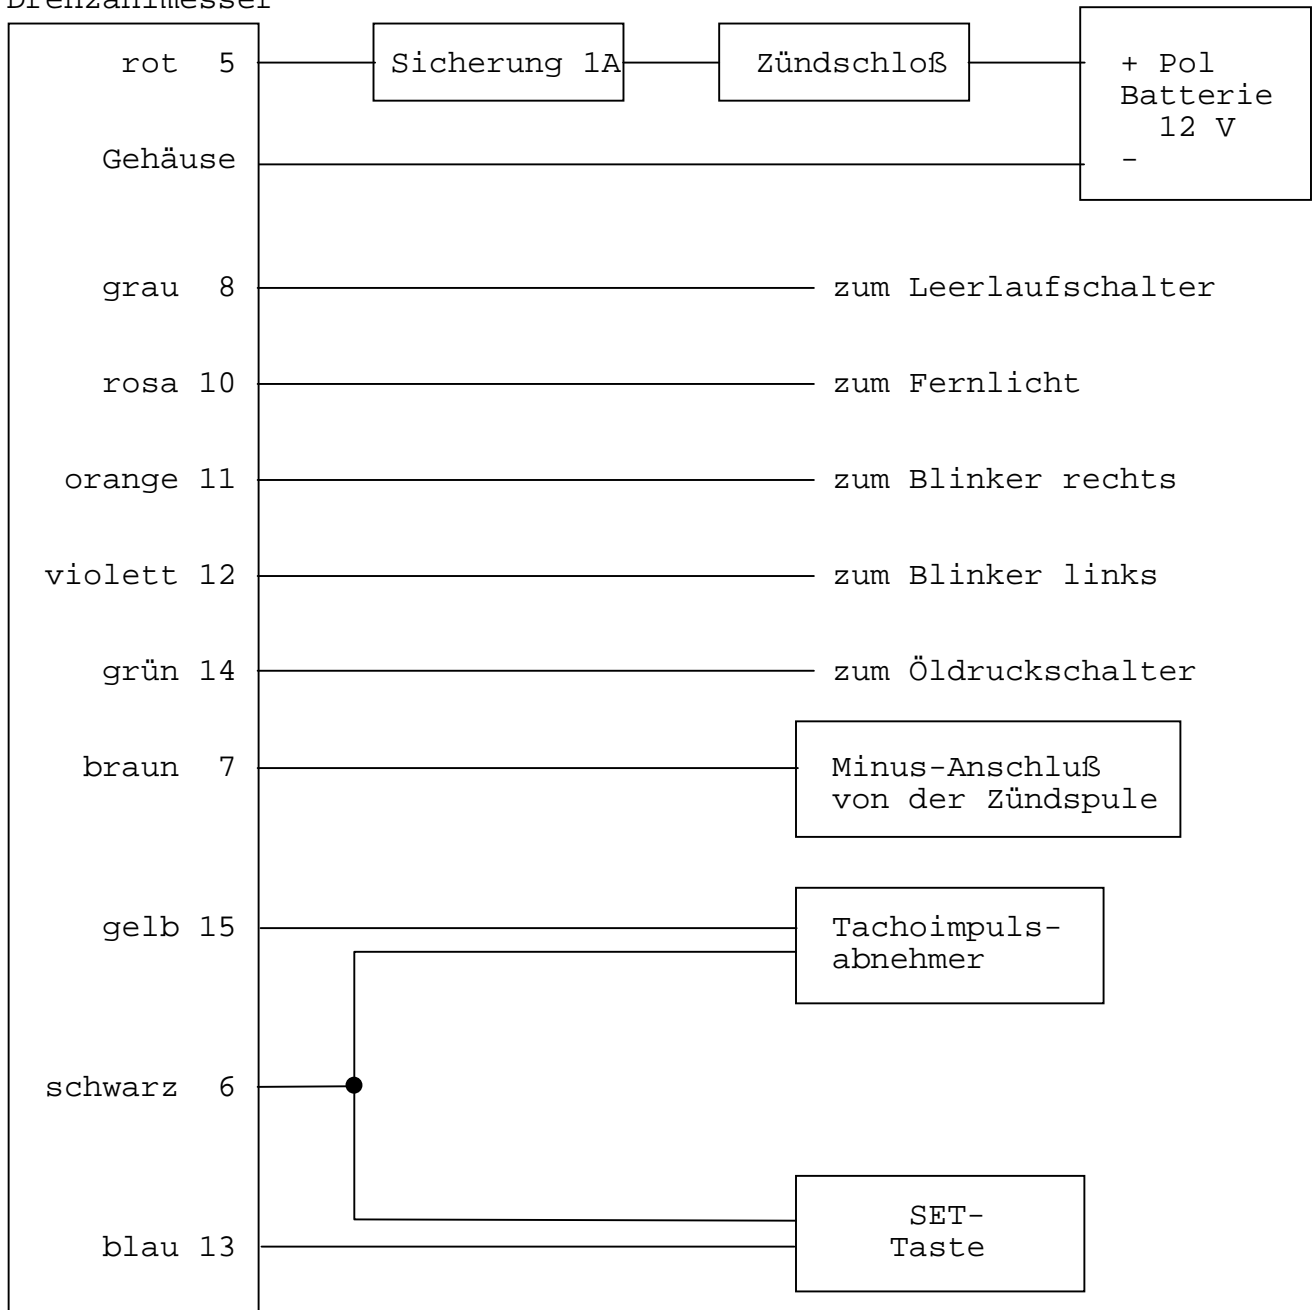 Drehzahlmesser
rot 5
Sicherung 1A
Zündschloß
+ Pol
Batterie
12 V
-
Gehäuse
grau 8
zum Leerlaufschalter
rosa 10
zum Fernlicht
orange 11
zum Blinker rechts
violett 12
zum Blinker links
grün 14
zum Öldruckschalter
braun 7
Minus-Anschluß
von der Zündspule
gelb 15
Tachoimpuls-
abnehmer
schwarz 6
SET-
Taste
blau 13